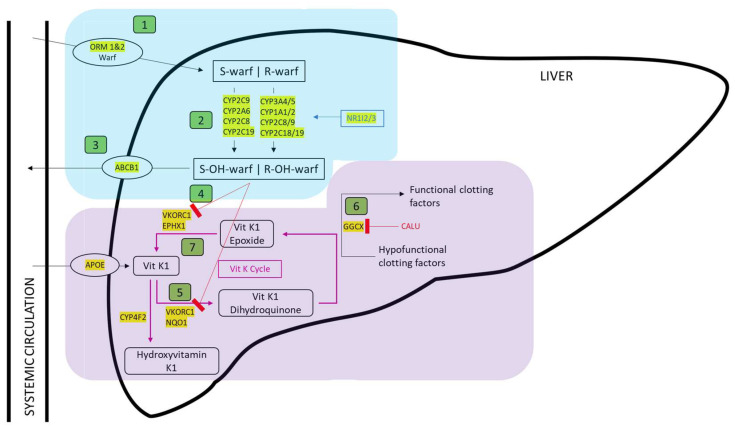 1
ORM 1&2
Warf
S-warf | R-warf
LIVER
CYP2C9
CYP2A6
CYP2C8
CYP2C19
CYP3A4/5
CYP1A1/2
CYP2C8/9
CYP2C18/19
2
NR1I2/3
3
ABCB1
S-OH-warf | R-OH-warf
4
VKORC1
EPHX1
6
Functional clotting
factors
GGCX
CALU
Hypofunctional
clotting factors
Vit K1
Epoxide
7
APOE
Vit K1
Vit K Cycle
5
VKORC1
NQO1
Vit K1
Dihydroquinone
CYP4F2
Hydroxyvitamin
K1
SYSTEMIC CIRCULATION